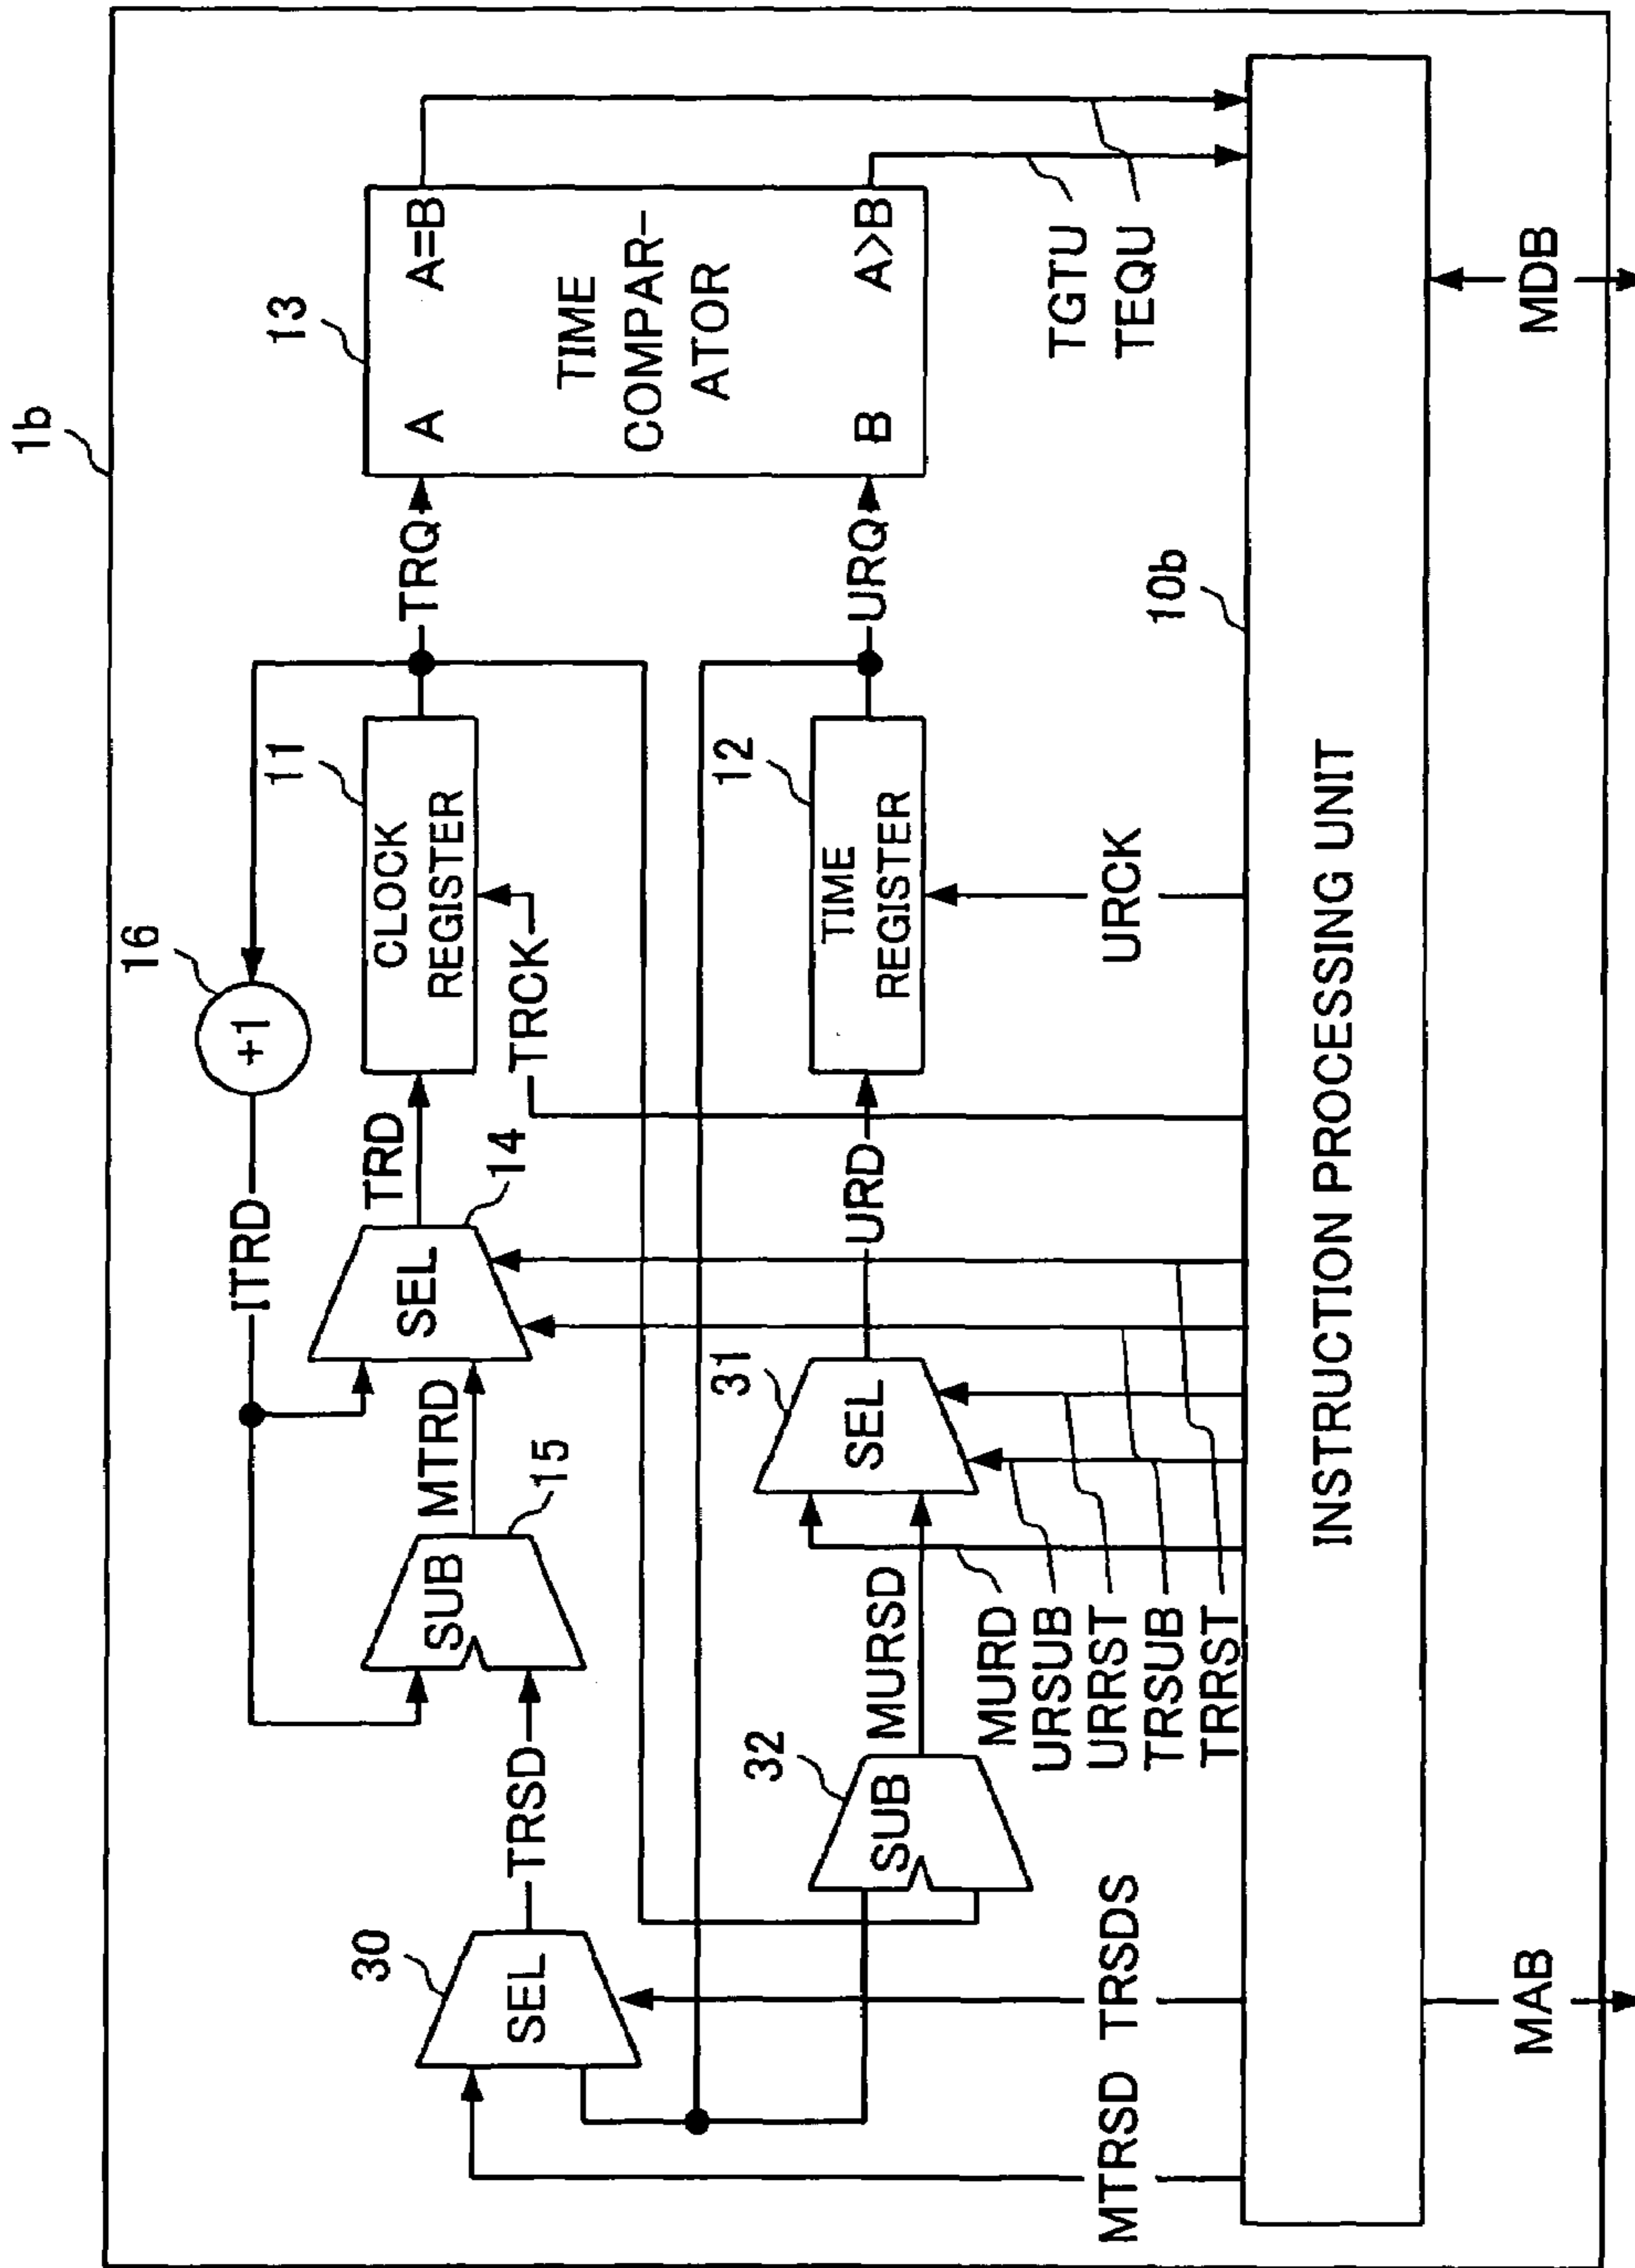 1b
16
+1
ITRD
11
CLOCK
REGISTER
TRD
14
SEL
MTRD
15
SUB
TRSD
30
SEL
TRCK
TRQ
13
A
A=B
TIME
COMPAR-
ATOR
B
A>B
URQ
12
TIME
REGISTER
URD
31
SEL
MURSD
32
SUB
URCK
TGTU
TEQU
MURD
URSUB
URRST
TRSUB
TRRST
MTRSD
TRSDS
10b
INSTRUCTION PROCESSING UNIT
MAB
MDB